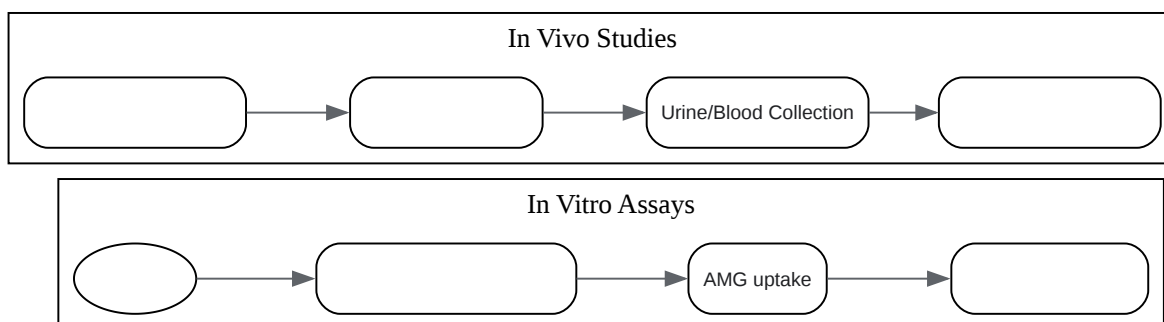 In Vivo Studies
Urine/Blood Collection
In Vitro Assays
AMG uptake